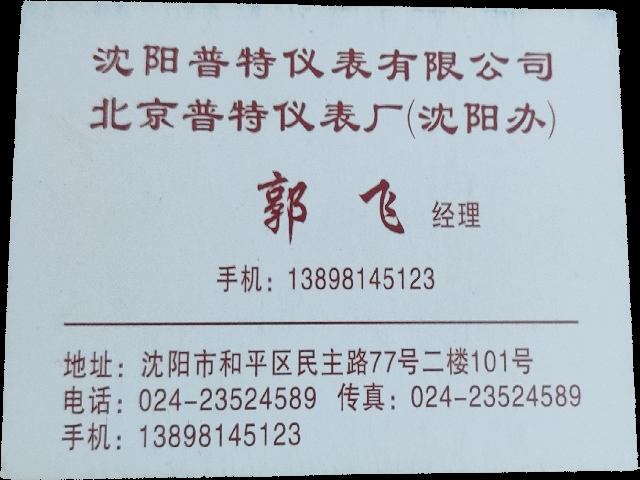 沈阳普特仪表有限公司
北京普特仪表厂(沈阳办)
郭飞 经理
手机：13898145123
地址：沈阳市和平区民主路77号二楼101号
电话：024-23524589 传真：024-23524589
手机：13898145123